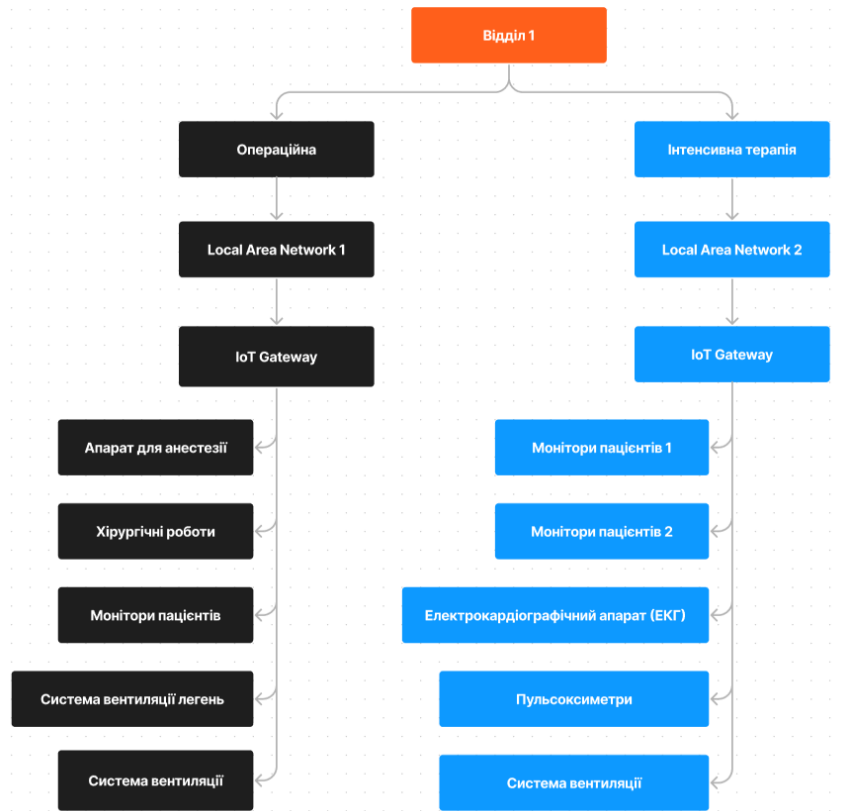 Відділ 1
Операційна
Інтенсивна терапія
Local Area Network 1
Local Area Network 2
IoT Gateway
IoT Gateway
Апарат для анестезії
Монітори пацієнтів 1
Хірургічні роботи
Монітори пацієнтів 2
Монітори пацієнтів
Електрокардіографічний апарат (ЕКГ)
Система вентиляції легень
Пульсоксиметри
Система вентиляції
Система вентиляції